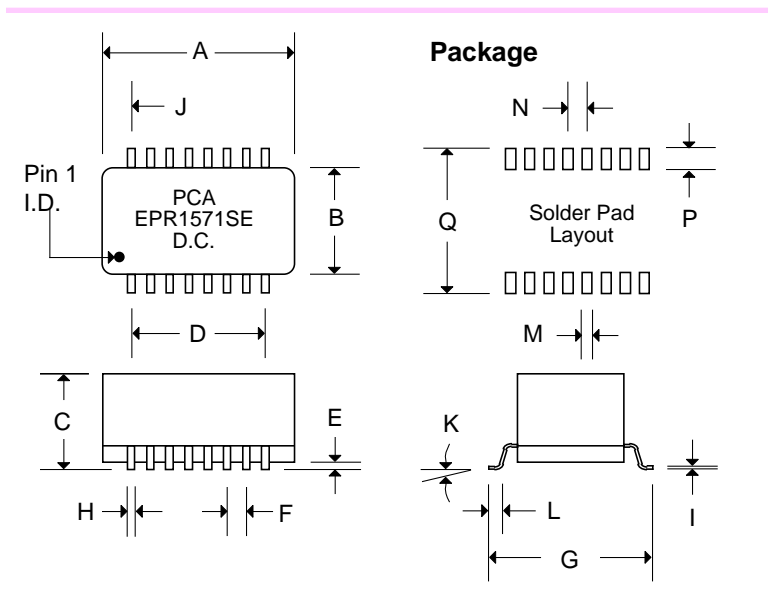 Package
A
J
N
Pin 1
I.D.
PCA
EPR1571SE
D.C.
B
Q
Solder Pad
Layout
P
D
M
C
E
K
H
F
L
I
G